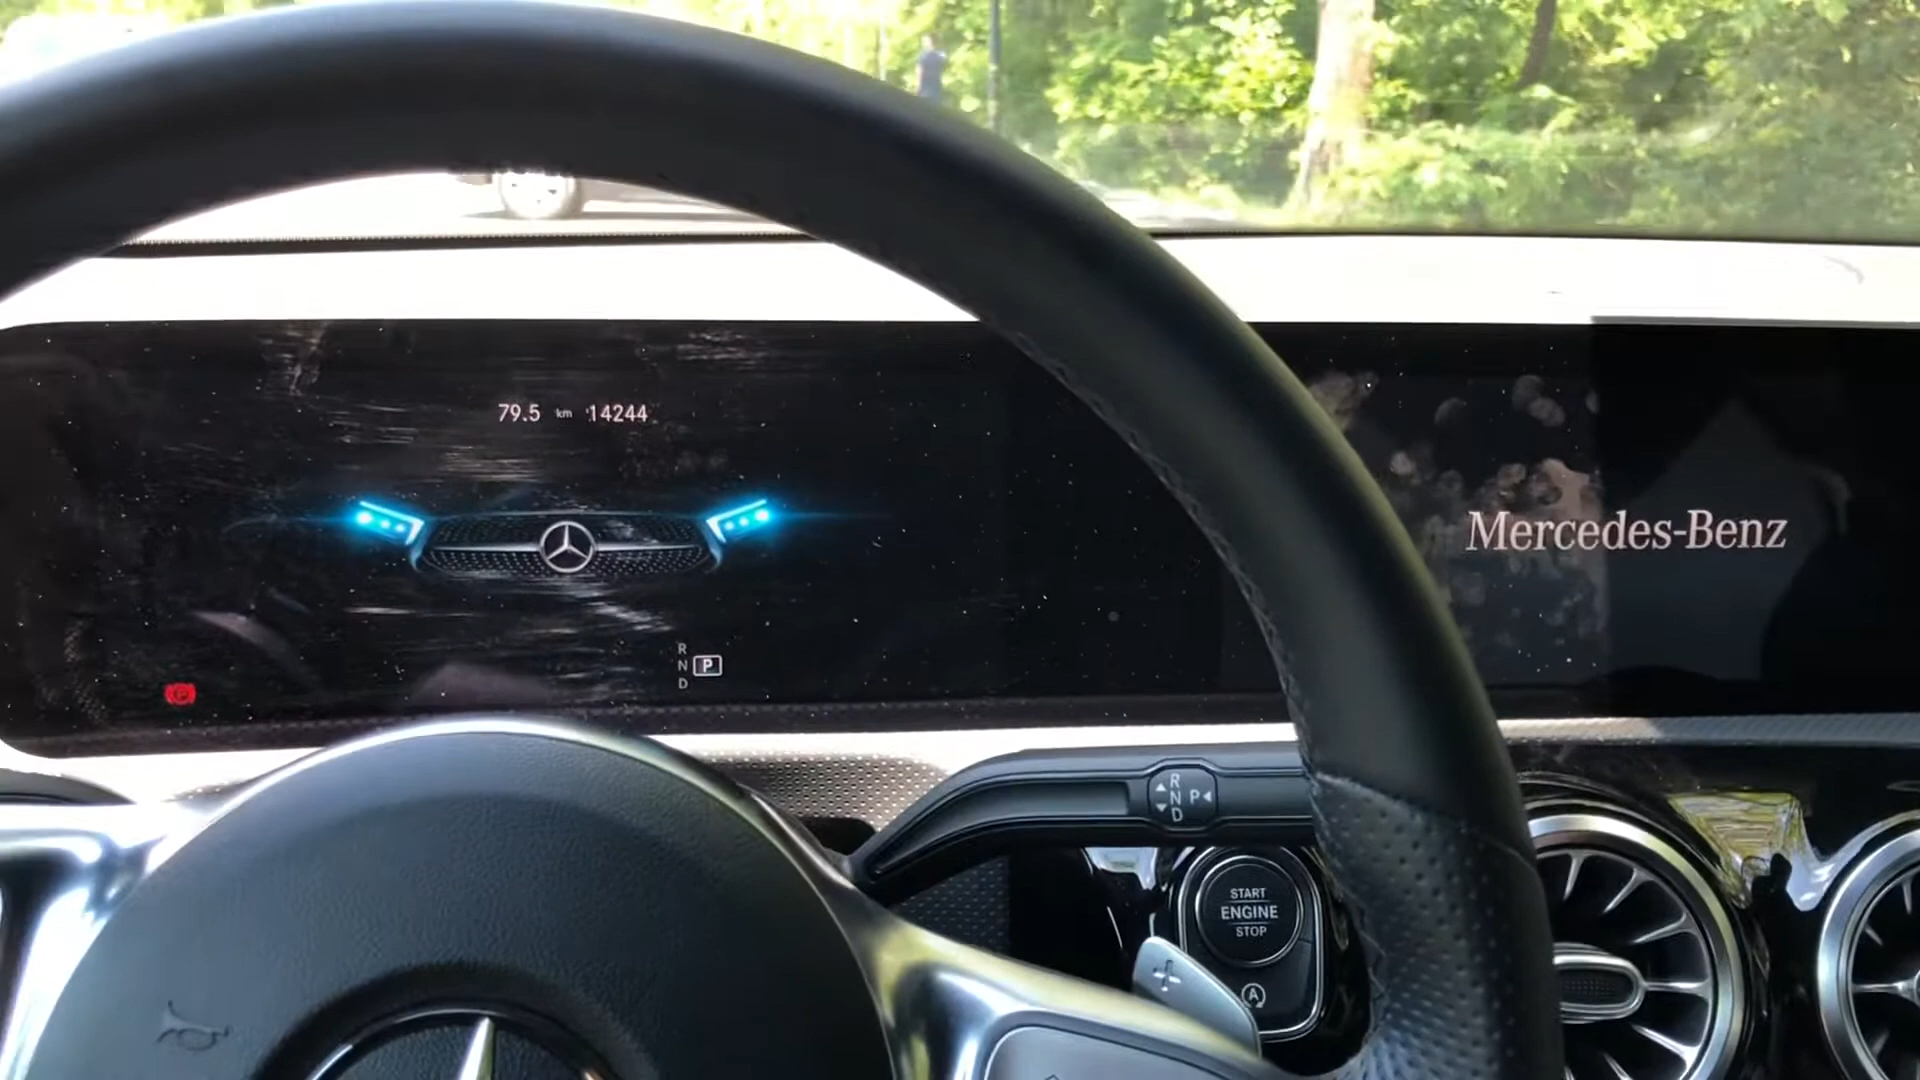 79.5 km 14244
Mercedes-Benz
R
N P
D
R
N P
D
START
ENGINE
STOP
A